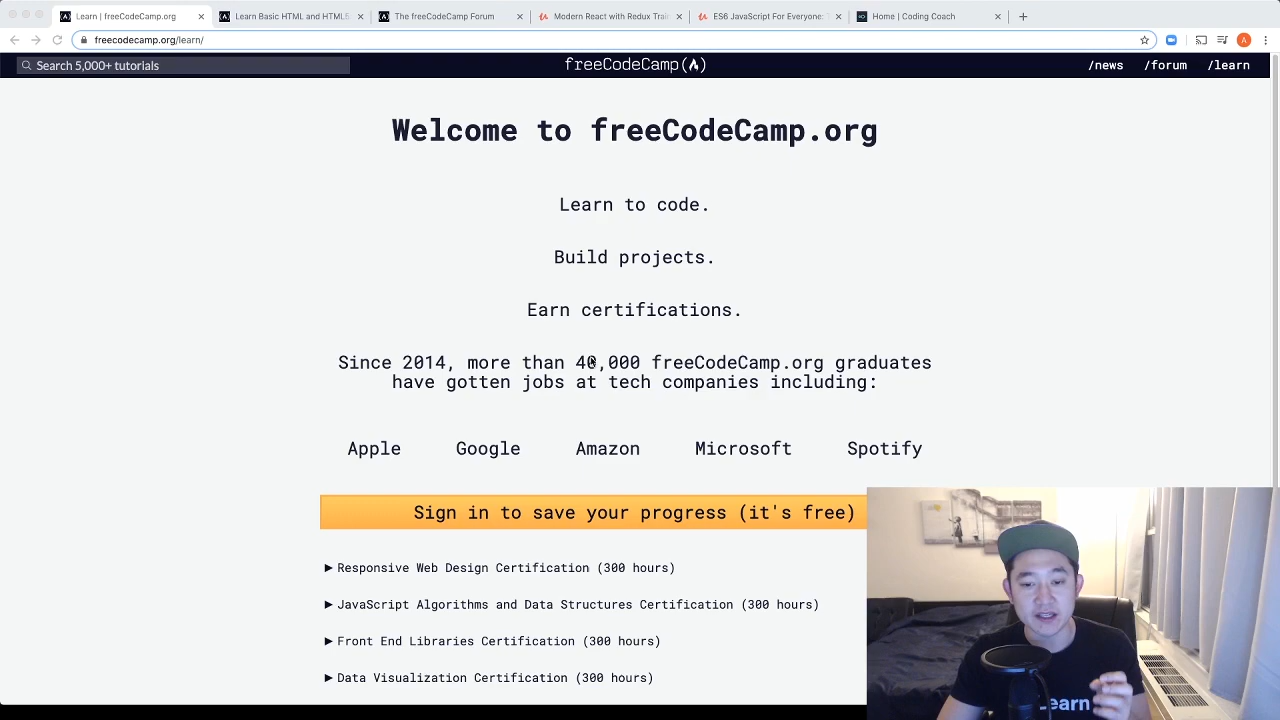 Learn | freeCodeCamp.org
Learn Basic HTML and HTML5
The freeCodeCamp Forum
Modern React with Redux Trai
ES6 JavaScript For Everyone:
Home | Coding Coach
freecodecamp.org/learn/
A
Search 5,000+ tutorials
freeCodeCamp
/news
/forum
/learn
Welcome to freeCodeCamp.org
Learn to code.
Build projects.
Earn certifications.
Since 2014, more than 40,000 freeCodeCamp.org graduates
have gotten jobs at tech companies including:
Apple
Google
Amazon
Microsoft
Spotify
Sign in to save your progress (it's free)
Responsive Web Design Certification (300 hours)
JavaScript Algorithms and Data Structures Certification (300 hours)
Front End Libraries Certification (300 hours)
Data Visualization Certification (300 hours)
Learn